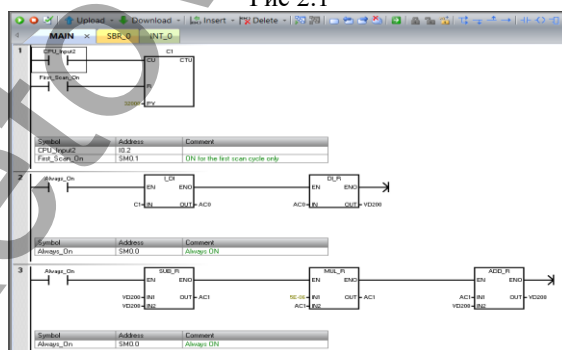 Рис 2.1
Upload Download Insert Delete
MAIN × SBR_0 INT_0
1 CPU_Input2 C1
CU CTU
First_Scan_On
R
PV
Symbol Address Comment
CPU_Input2 I0.2
First_Scan_On SM0.1 ON for the first scan cycle only
2 Always_On I_DI DI_R
EN ENO EN ENO
C1 IN OUT AC0 AC0 IN OUT VD200
Symbol Address Comment
Always_On SM0.0 Always ON
3 Always_On SUB_R MUL_R ADD_R
EN ENO EN ENO EN ENO
VD200 IN1 OUT AC1 IN1 OUT AC1 AC1 IN1 OUT VD208
IN2 AC1 IN2 IN2
Symbol Address Comment
Always_On SM0.0 Always ON